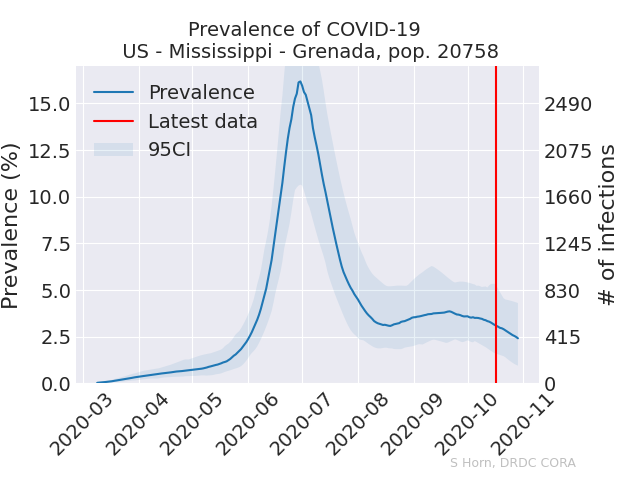 Prevalence of COVID-19
US - Mississippi - Grenada, pop. 20758
Prevalence
Latest data
95CI
Prevalence (%)
15.0
12.5
10.0
7.5
5.0
2.5
0.0
2490
2075
1660
1245
830
415
0
# of infections
2020-03
2020-04
2020-05
2020-06
2020-07
2020-08
2020-09
2020-10
2020-11
S Horn, DRDC CORA